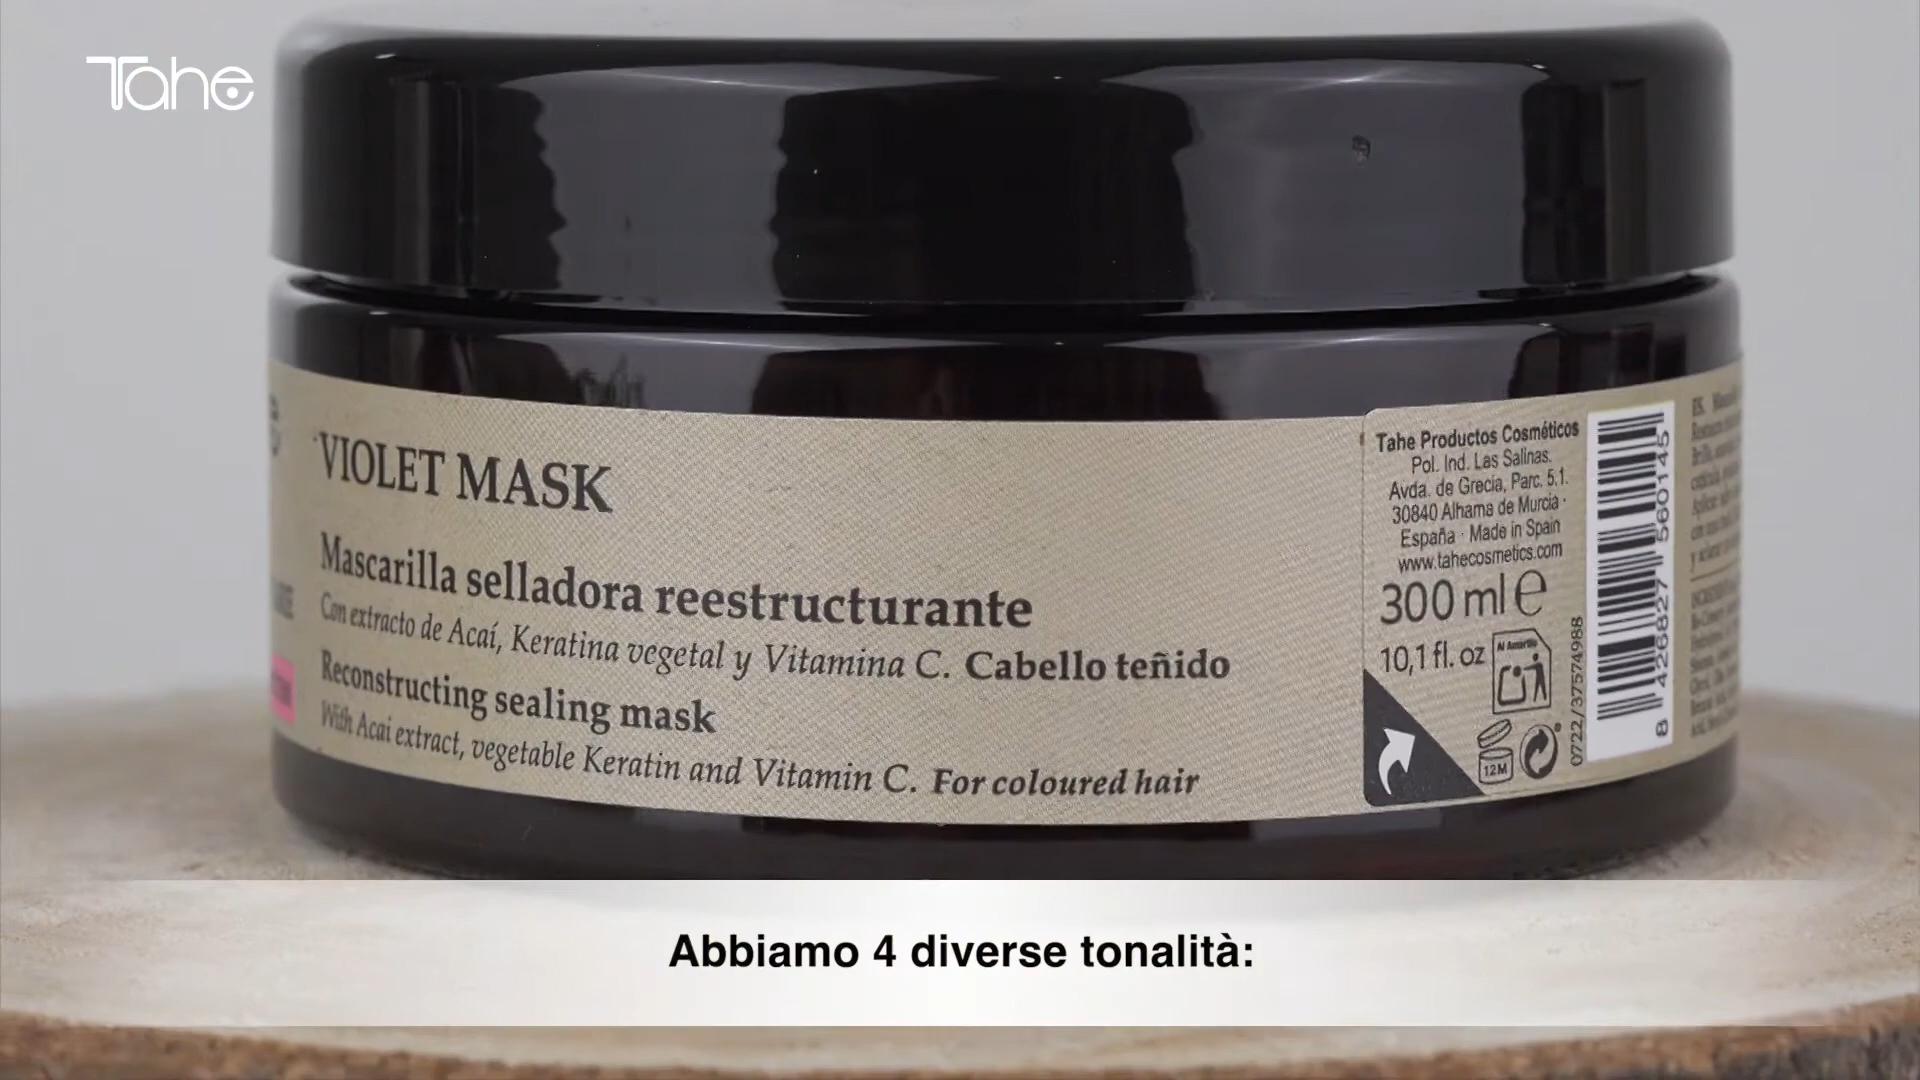 Tahe
VIOLET MASK
Mascarilla selladora reestructurante
Con extracto de Acaí, Keratina vegetal y Vitamina C. Cabello teñido
Reconstructing sealing mask
With Acai extract, vegetable Keratin and Vitamin C. For coloured hair
Tahe Productos Cosméticos
Pol. Ind. Las Salinas.
Avda. de Grecia, Parc. 5.1.
30840 Alhama de Murcia ·
España · Made in Spain
www.tahecosmetics.com
300 ml e
10,1 fl. oz
Al Amarillo
12M
0722/37574988
8 426827 560145
Abbiamo 4 diverse tonalità: